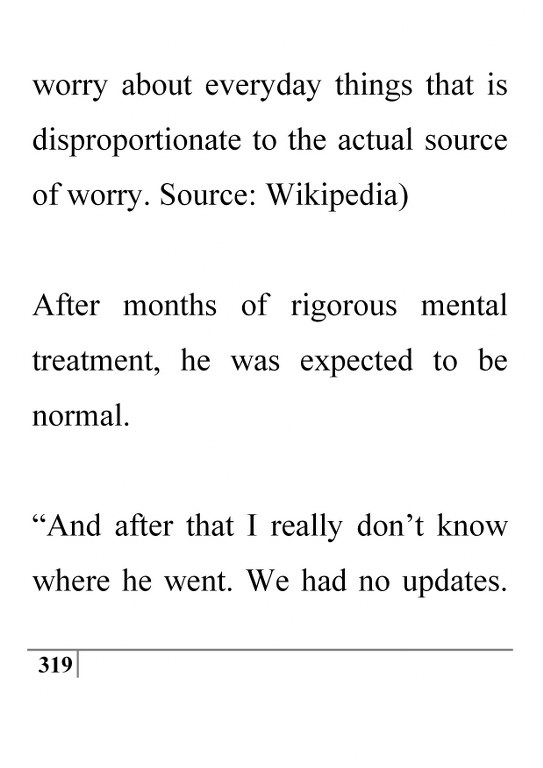 worry about everyday things that is
disproportionate to the actual source
of worry. Source: Wikipedia)
After months of rigorous mental
treatment, he was expected to be
normal.
“And after that I really don’t know
where he went. We had no updates.
319